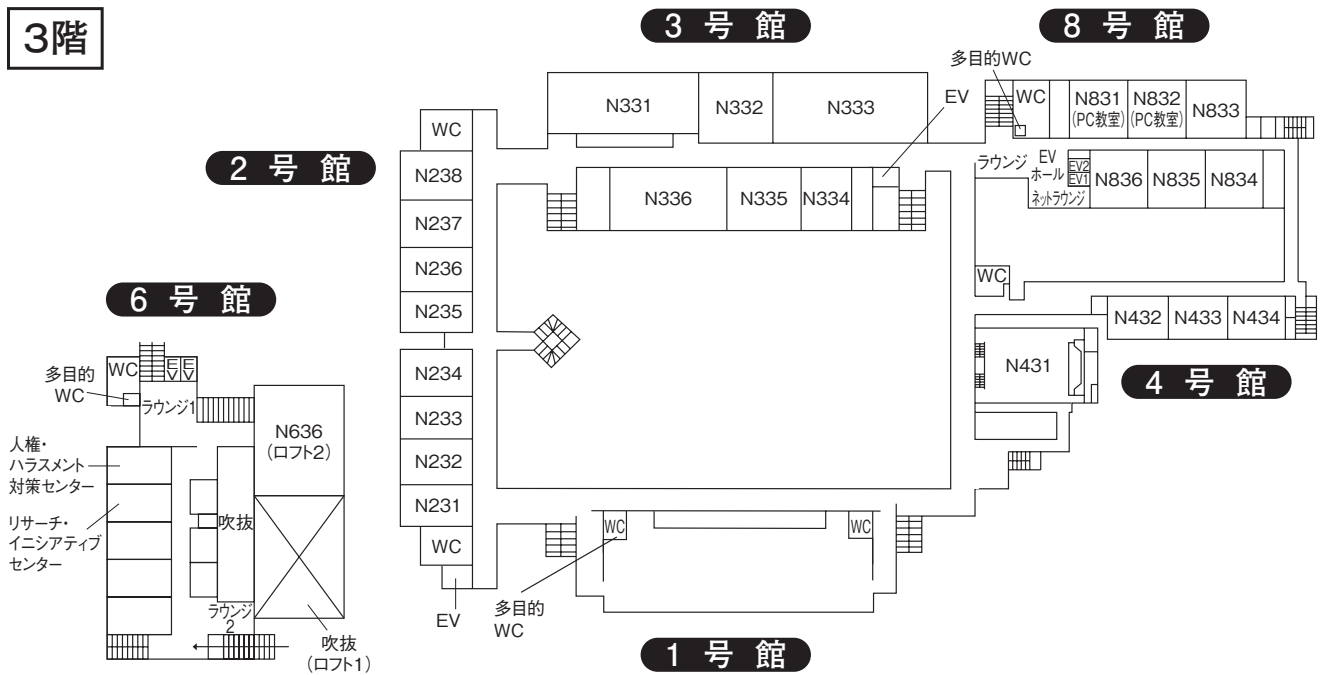 3階
3 号 館
8 号 館
多目的WC
EV
N331
N332
N333
WC
N831
(PC教室)
N832
(PC教室)
N833
WC
2 号 館
N238
N237
N236
N235
N234
N233
N232
N231
WC
EV
N336
N335
N334
ラウンジ
EV
ホール
EV2
EV1
ネットラウンジ
N836
N835
N834
WC
N432
N433
N434
N431
4 号 館
6 号 館
WC
EV
EV
多目的
WC
ラウンジ1
N636
(ロフト2)
人権・
ハラスメント
対策センター
リサーチ・
イニシアティブ
センター
吹抜
ラウンジ
2
吹抜
(ロフト1)
WC
WC
多目的
WC
1 号 館